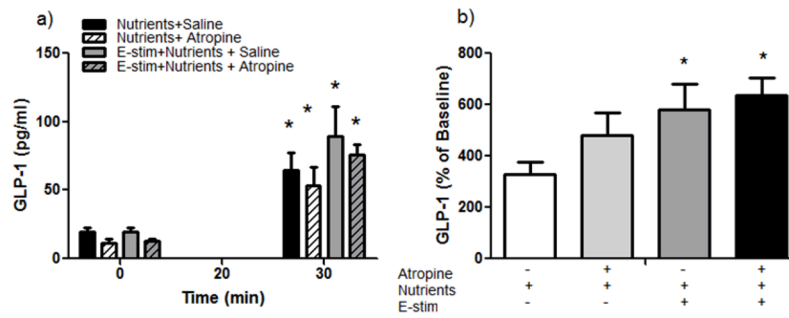 a)
Nutrients+Saline
Nutrients+ Atropine
E-stim+Nutrients + Saline
E-stim+Nutrients + Atropine
GLP-1 (pg/ml)
150
100
50
0
* * * *
0 20 30
Time (min)
b)
GLP-1 (% of Baseline)
800
600
400
200
0
* *
Atropine - + - +
Nutrients + + + +
E-stim - - + +